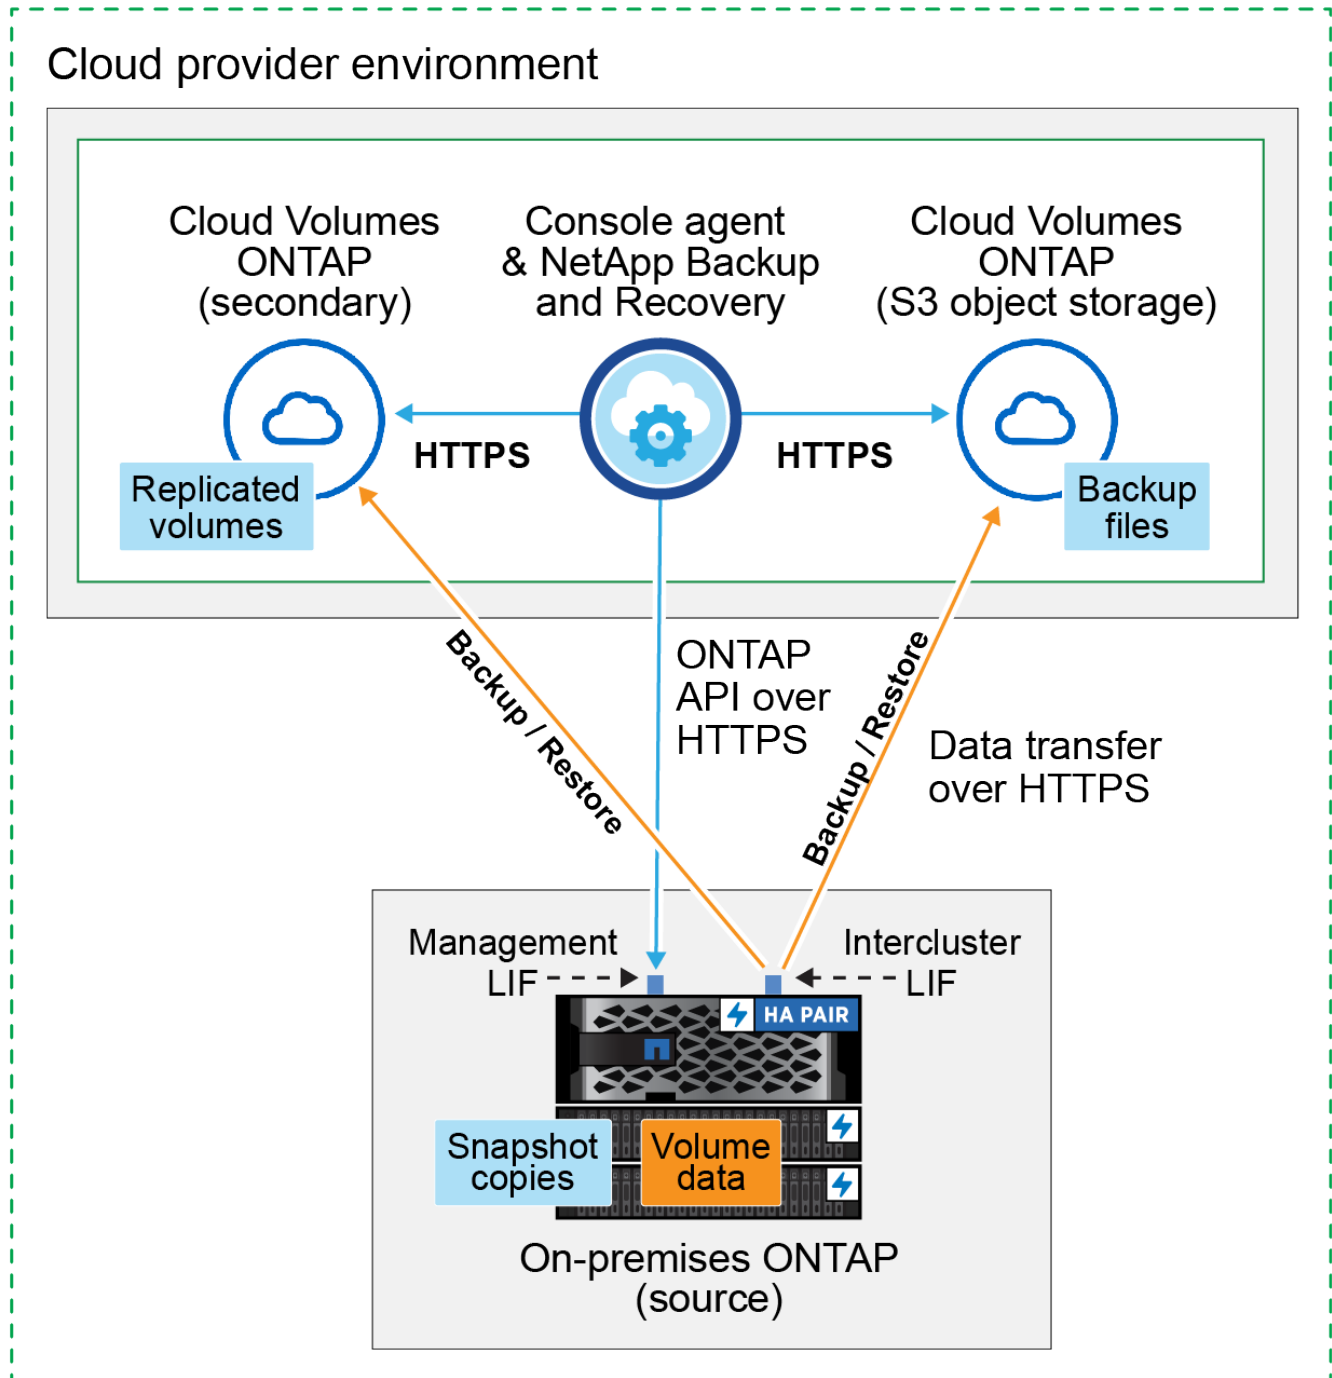 Cloud provider environment
Cloud Volumes
ONTAP
(secondary)
Console agent
& NetApp Backup
and Recovery
Cloud Volumes
ONTAP
(S3 object storage)
HTTPS
HTTPS
Replicated
volumes
Backup
files
Backup / Restore
ONTAP
API over
HTTPS
Backup / Restore
Data transfer
over HTTPS
Management
LIF
Intercluster
LIF
HA PAIR
Snapshot
copies
Volume
data
On-premises ONTAP
(source)